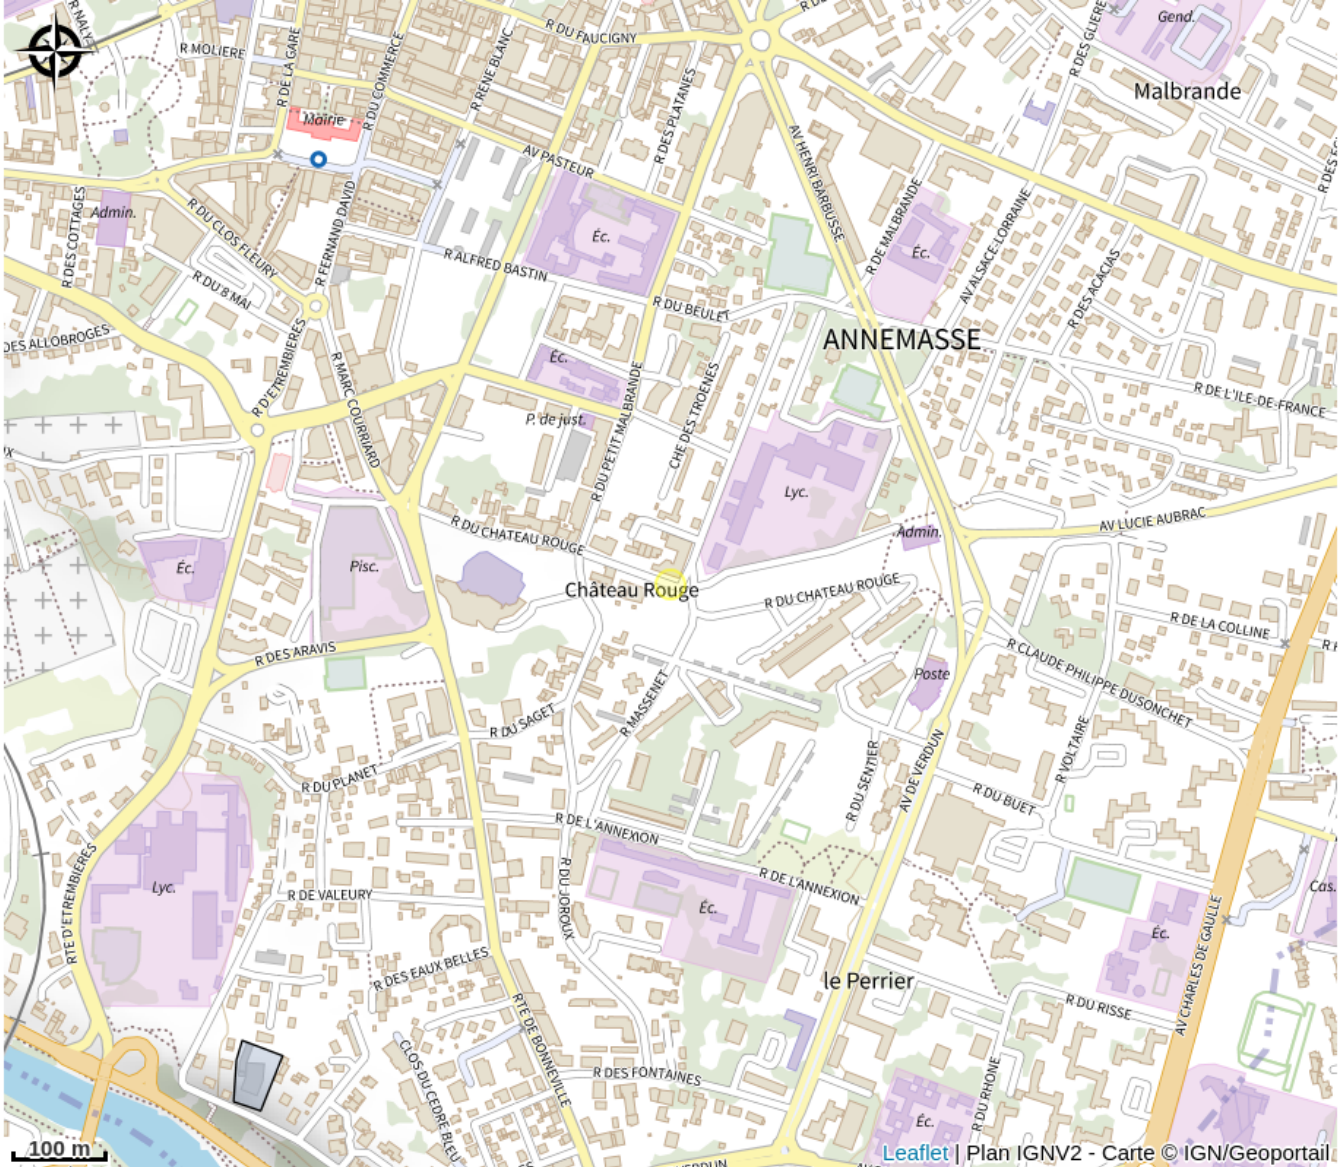 R DU FAUCIGNY
Gend.
R MOLIERE
R DE LA GARE
R DU COMMERCE
R RENE BLANC
R DES PLATANES
R DES GLIERE
Malbrande
Mairie
AV PASTEUR
AV HENRI BARBUSSE
R DE MALBRANDE
AV ALSACE-LORRAINE
R DES ACACIAS
R DES COTTAGES
Admin.
R DU CLOS FLEURY
R FERNAND DAVID
Éc.
Éc.
R DU 8 MAI
R ALFRED BASTIN
R DU BEULET
ANNEMASSE
DES ALLOBROGES
R D'ETREMBIERES
R MARC COURRIARD
Éc.
R DU PETIT MALBRANDE
CHE DES TROENES
R DE L'ILE-DE-FRANCE
P. de just.
Lyc.
R DU CHATEAU ROUGE
Admin.
AV LUCIE AUBRAC
Éc.
Pisc.
Château Rouge
R DU CHATEAU ROUGE
R DE LA COLLINE
R DES ARAVIS
R CLAUDE PHILIPPE DUSONCHET
Poste
R DU SAGET
R MASSENET
R DU PLANET
R DU SENTIER
AV DE VERDUN
R VOLTAIRE
R DU BUET
R DE L'ANNEXION
R DE L'ANNEXION
RTE D'ETREMBIERES
Lyc.
R DE VALEURY
R DU JOROUX
Éc.
Éc.
Cas.
AV CHARLES DE GAULLE
R DES EAUX BELLES
le Perrier
R DU RISSE
RTE DE BONNEVILLE
CLOS DU CEDRE BLEU
R DES FONTAINES
R DU RHONE
Éc.
100 m
VERDUN
Leaflet | Plan IGNV2 - Carte © IGN/Geoportail